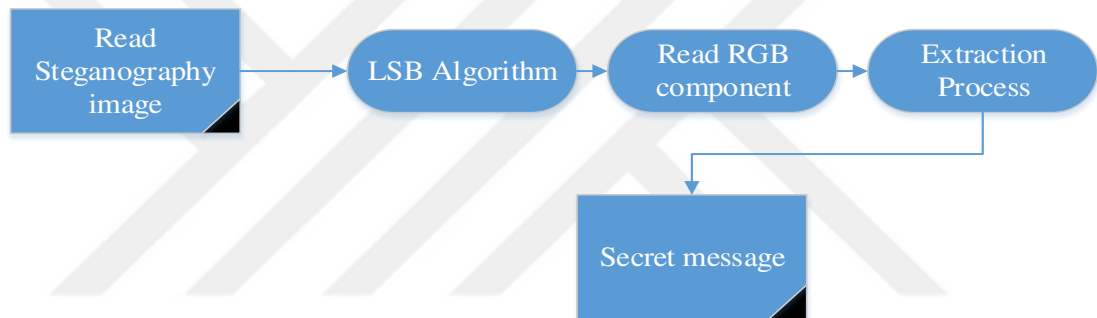 Read
Steganography
image
LSB Algorithm
Read RGB
component
Extraction
Process
Secret message